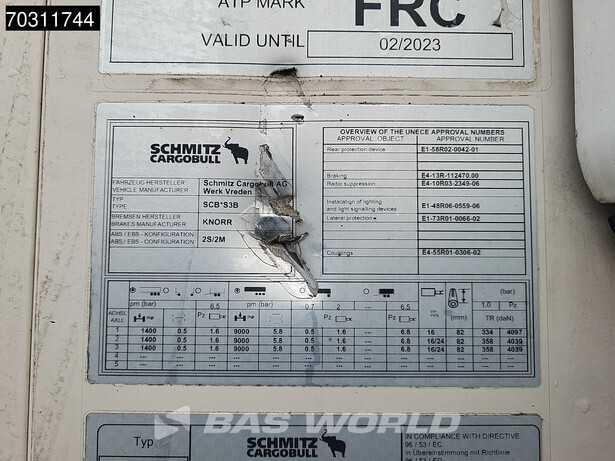 70311744
ATP MARK FRC
VALID UNTIL 02/2023
SCHMITZ
CARGOBULL
OVERVIEW OF THE UNECE APPROVAL NUMBERS
APPROVAL OBJECT APPROVAL NUMBER
Rear protection device E1-58R02-0042-01
Braking E4-13R-112470.00
Radio suppression E4-10R03-2349-06
Installation of lighting
and light signalling devices E1-48R06-0559-06
Lateral protection E1-73R01-0066-02
Couplings E4-55R01-0306-02
FAHRZEUG HERSTELLER Schmitz Cargobull AG
VEHICLE MANUFACTURER Werk Vreden
TYP SCB*S3B
TYPE
BREMSEN HERSTELLER KNORR
BRAKES MANUFACTURER
ABS / EBS - KONFIGURATION 2S/2M
ABS / EBS - CONFIGURATION
pm (bar) 6.5 pm (bar) 0.7 2 --- 6.5 1.0 Pz
ACHSE Pz Pz Pz (mm) TR (daN)
AXLE
1 1400 0.5 1.6 9000 5.8 0.5 1.6 --- 6.8 16 82 334 4097
2 1400 0.5 1.6 9000 5.8 0.5 1.6 --- 6.8 16/24 82 358 4039
3 1400 0.5 1.6 9000 5.8 0.5 1.6 --- 6.8 16/24 82 358 4039
4 --- --- --- --- --- --- --- --- --- --- --- --- ---
5 --- --- --- --- --- --- --- --- --- --- --- --- ---
BAS WORLD
Typ
SCHMITZ
CARGOBULL
IN COMPLIANCE WITH DIRECTIVE
96 / 53 / EC
In Übereinstimmung mit Richtlinie
96 / 53 / EG